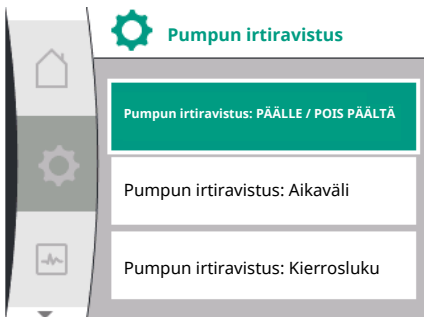 Pumpun irtiravistus
Pumpun irtiravistus: PÄÄLLE / POIS PÄÄLTÄ
Pumpun irtiravistus: Aikaväli
Pumpun irtiravistus: Kierrosluku